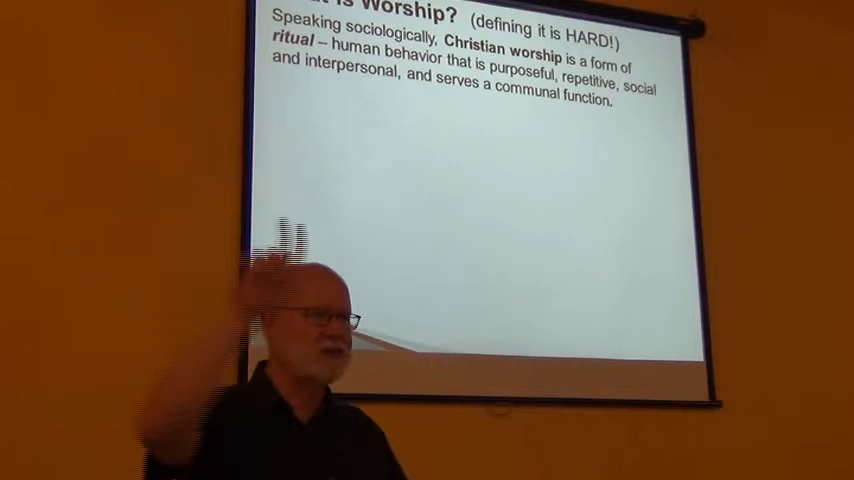 is Worship? (defining it is HARD!)
Speaking sociologically, Christian worship is a form of
ritual – human behavior that is purposeful, repetitive, social
and interpersonal, and serves a communal function.